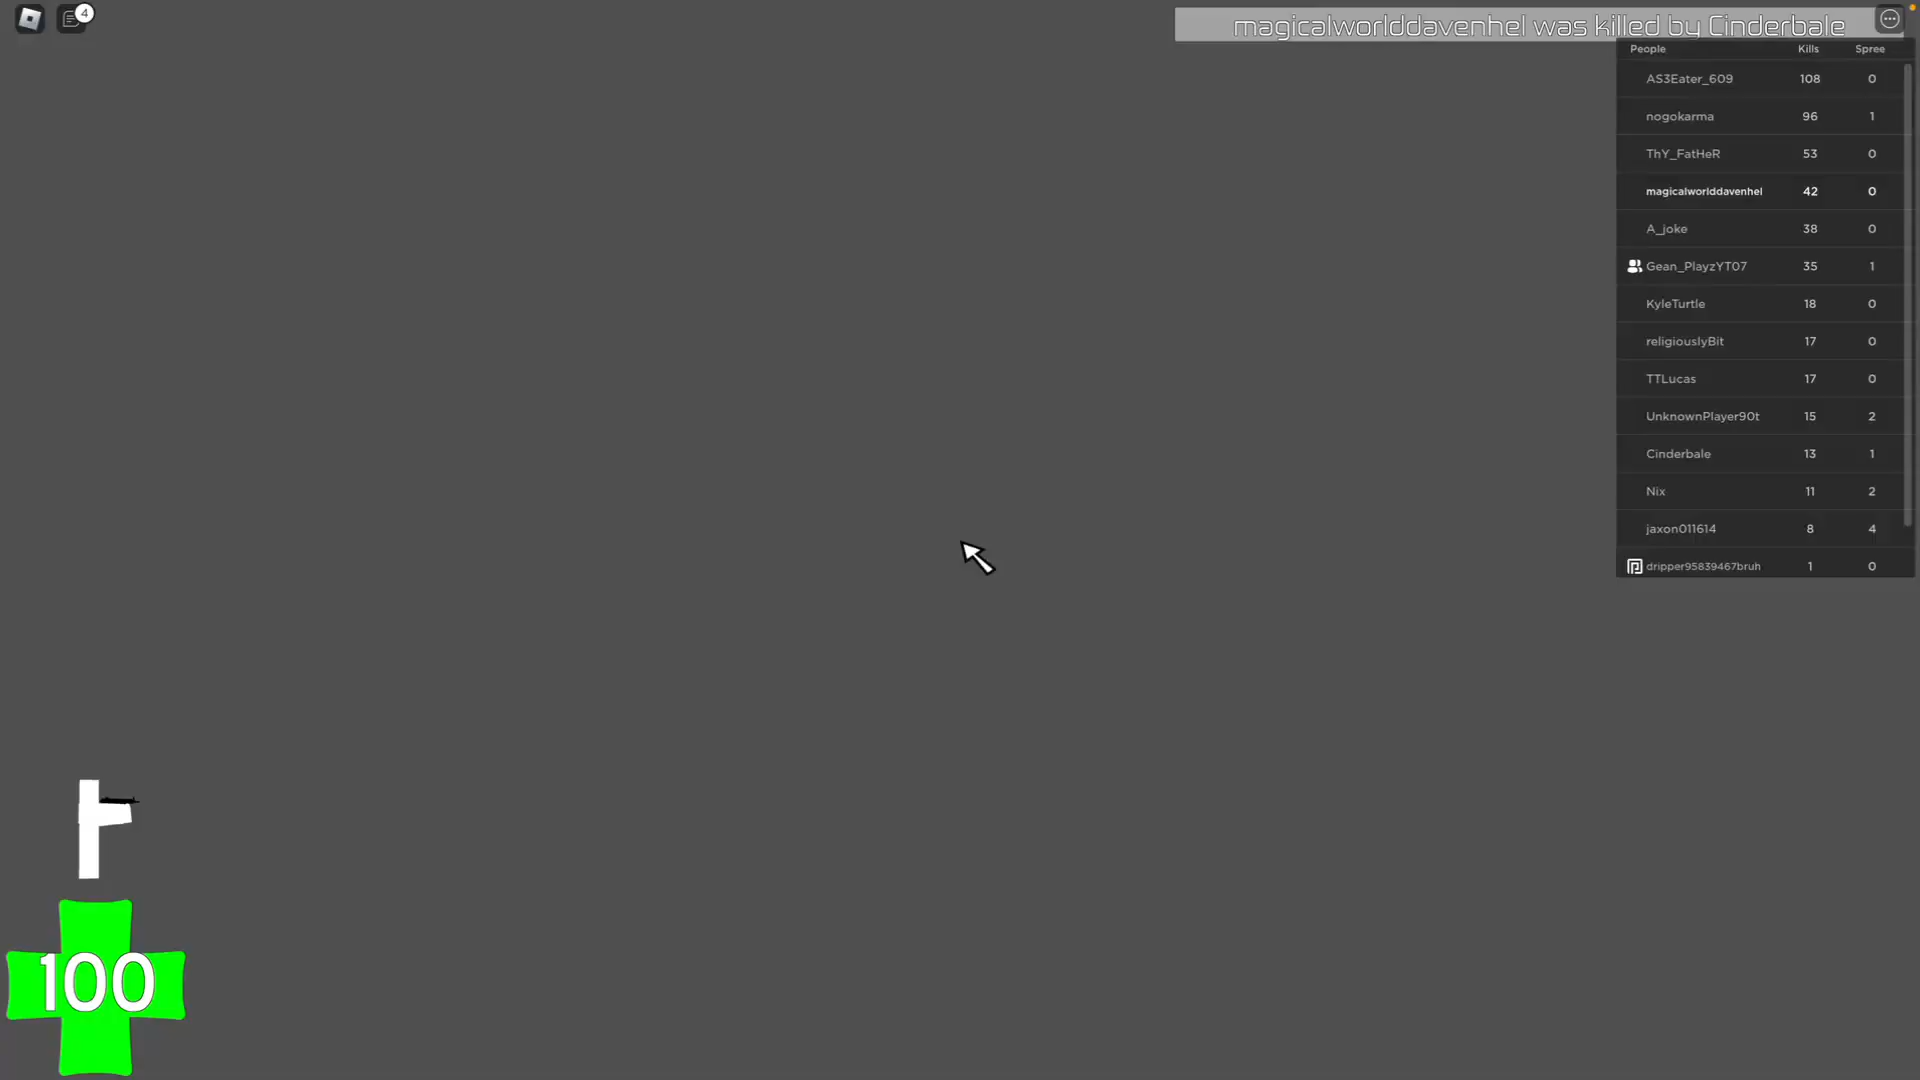 4
magicalworlddavenhel was killed by Cinderbale
People Kills Spree
AS3Eater_609 108 0
nogokarma 96 1
ThY_FatHeR 53 0
magicalworlddavenhel 42 0
A_joke 38 0
Gean_PlayzYT07 35 1
KyleTurtle 18 0
religiouslyBit 17 0
TTLucas 17 0
UnknownPlayer90t 15 2
Cinderbale 13 1
Nix 11 2
jaxon011614 8 4
dripper95839467bruh 1 0
100